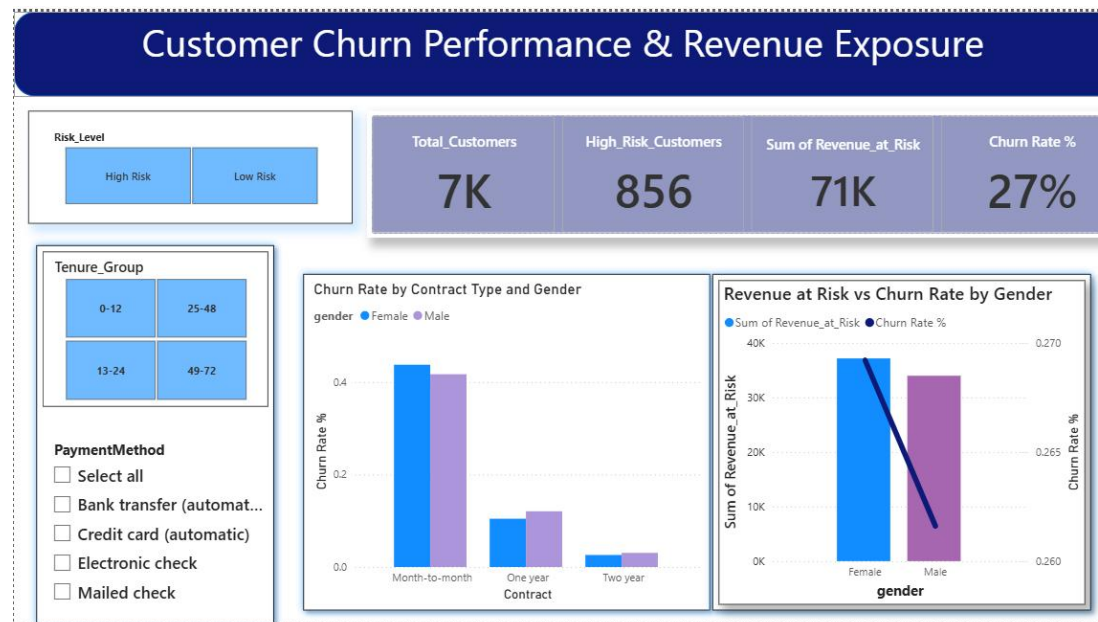 Customer Churn Performance & Revenue Exposure
Risk_Level
High Risk
Low Risk
Total_Customers
7K
High_Risk_Customers
856
Sum of Revenue_at_Risk
71K
Churn Rate %
27%
Tenure_Group
0-12
25-48
13-24
49-72
PaymentMethod
Select all
Bank transfer (automat...
Credit card (automatic)
Electronic check
Mailed check
Churn Rate by Contract Type and Gender
gender Female Male
Churn Rate %
0.4
0.2
0.0
Month-to-month
One year
Two year
Contract
Revenue at Risk vs Churn Rate by Gender
Sum of Revenue_at_Risk Churn Rate %
Sum of Revenue_at_Risk
40K
30K
20K
10K
0K
0.270
0.265
0.260
Churn Rate %
Female
Male
gender